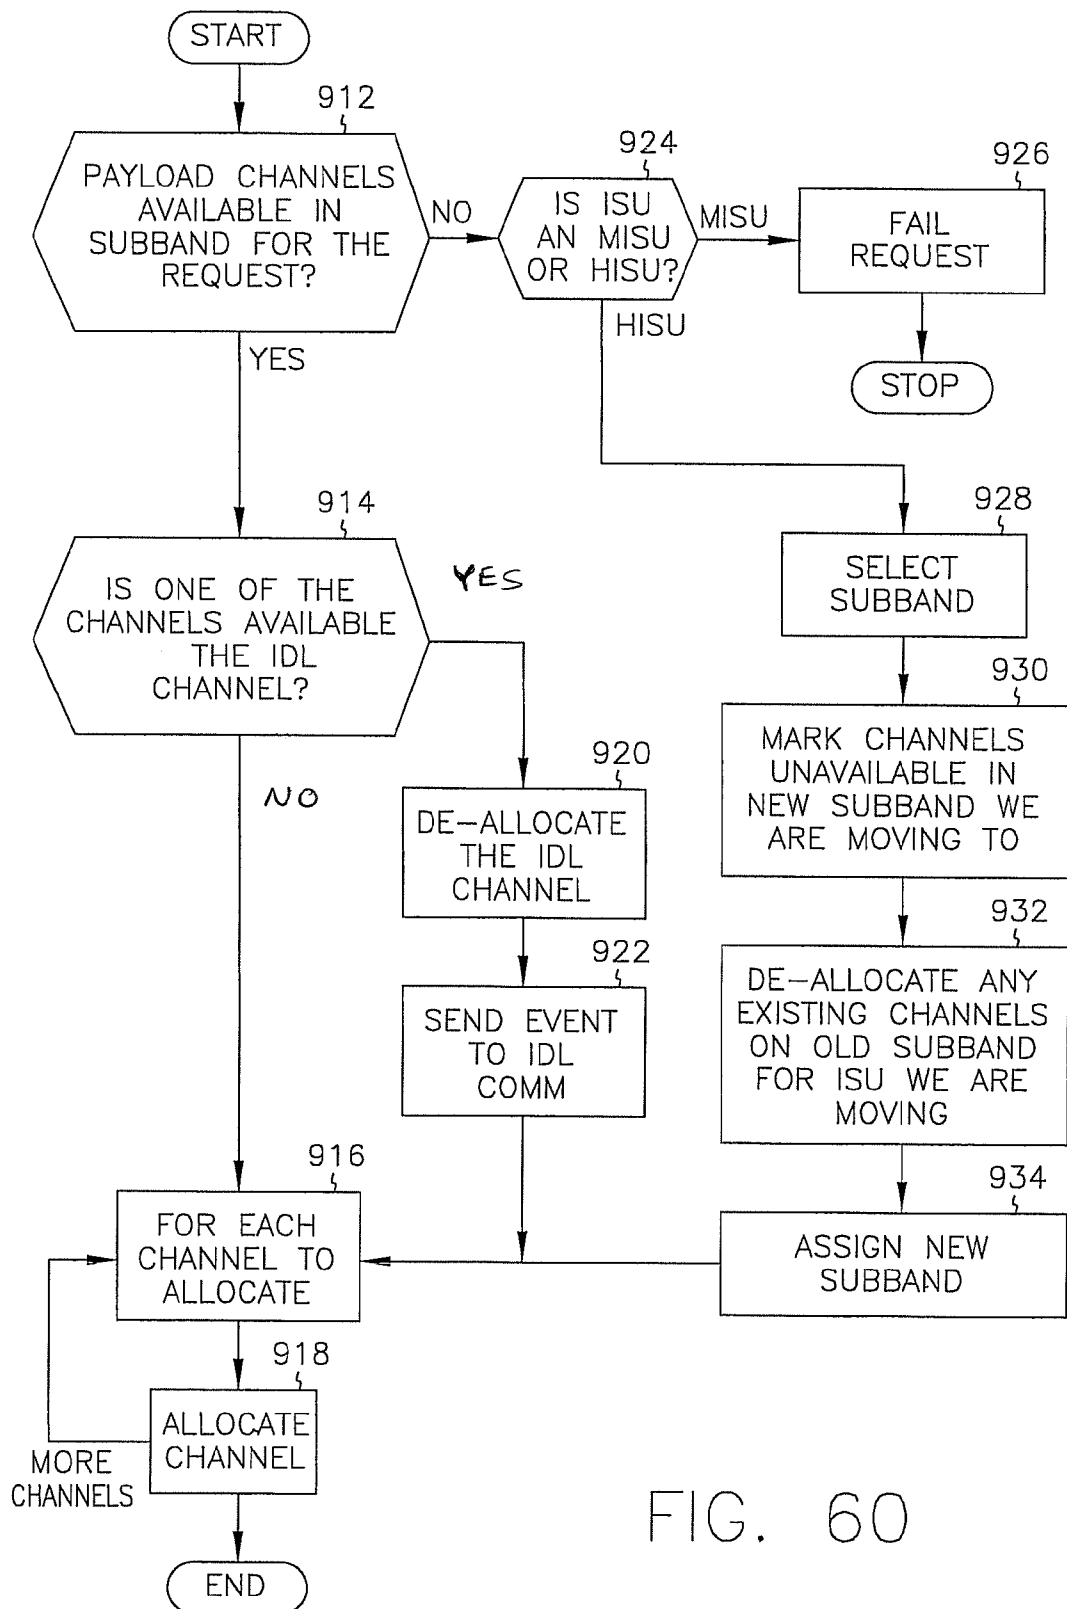 START
912
PAYLOAD CHANNELS
AVAILABLE IN
SUBBAND FOR THE
REQUEST?
NO
YES
924
IS ISU
AN MISU
OR HISU?
MISU
HISU
926
FAIL
REQUEST
STOP
914
IS ONE OF THE
CHANNELS AVAILABLE
THE IDL
CHANNEL?
YES
NO
928
SELECT
SUBBAND
930
MARK CHANNELS
UNAVAILABLE IN
NEW SUBBAND WE
ARE MOVING TO
920
DE-ALLOCATE
THE IDL
CHANNEL
922
SEND EVENT
TO IDL
COMM
932
DE-ALLOCATE ANY
EXISTING CHANNELS
ON OLD SUBBAND
FOR ISU WE ARE
MOVING
934
ASSIGN NEW
SUBBAND
916
FOR EACH
CHANNEL TO
ALLOCATE
918
ALLOCATE
CHANNEL
MORE
CHANNELS
END
FIG. 60